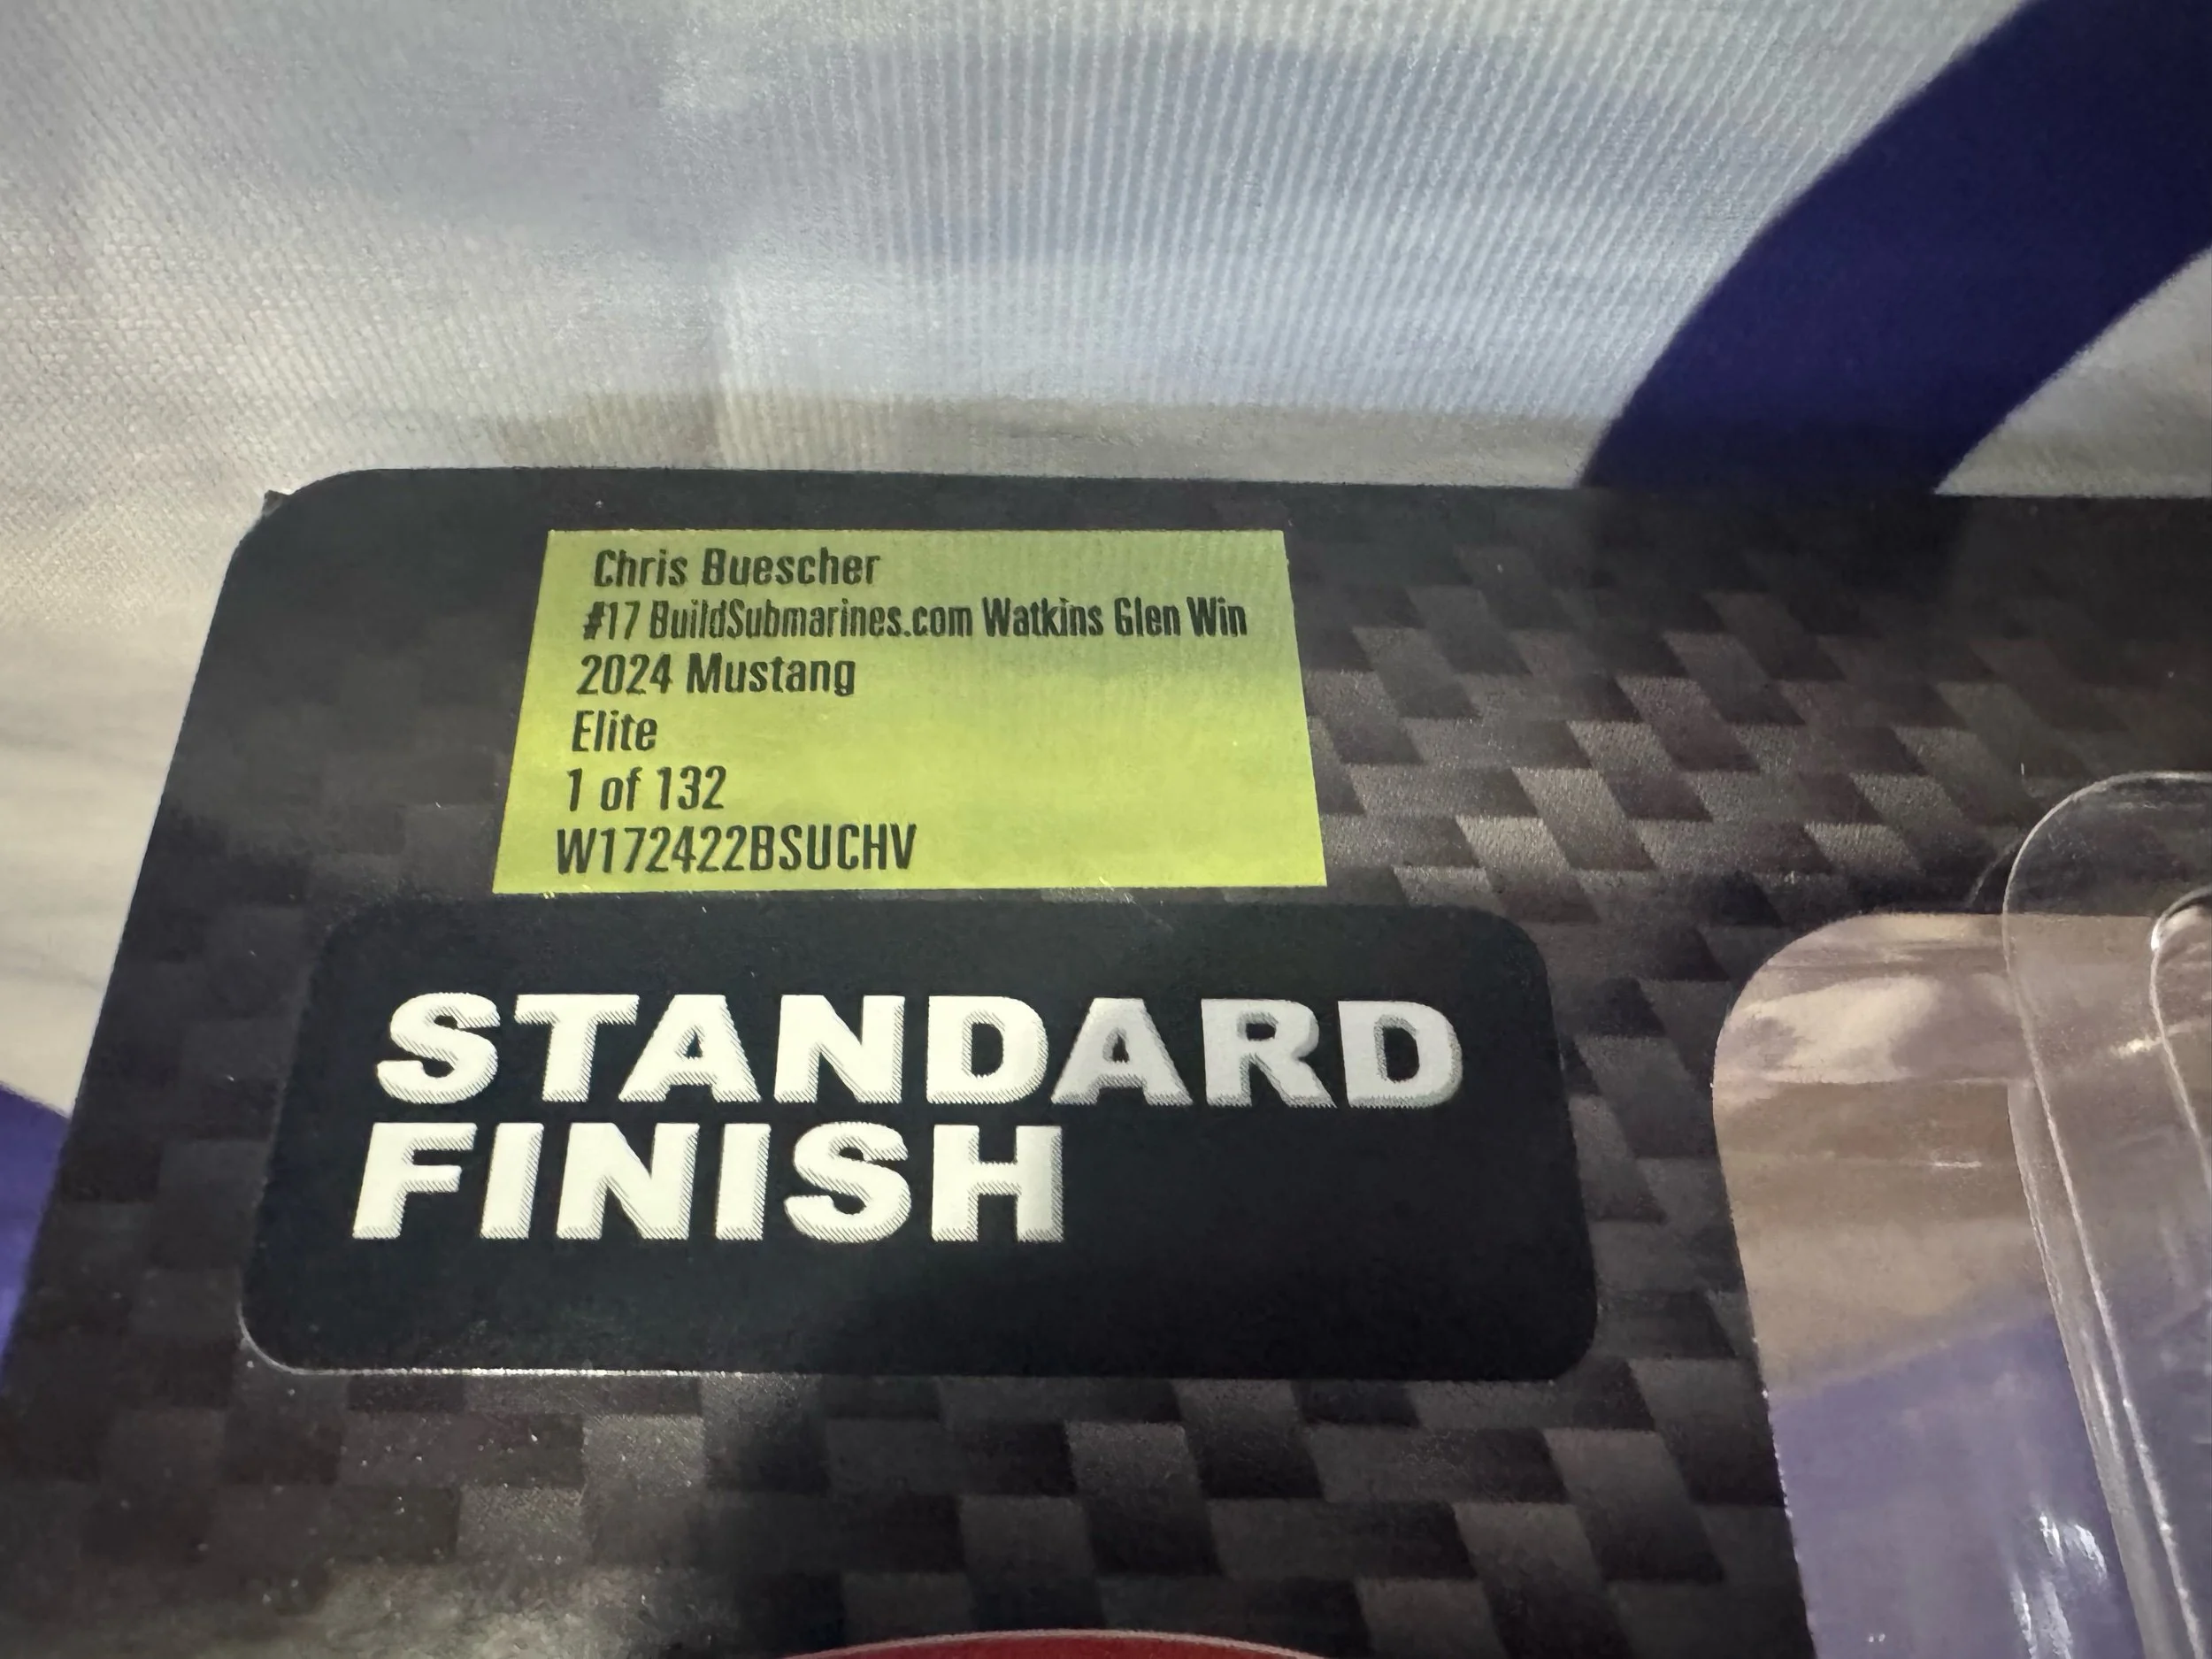 Chris Buescher
#17 BuildSubmarines.com Watkins Glen Win
2024 Mustang
Elite
1 of 132
W172422BSUCHV
STANDARD
FINISH